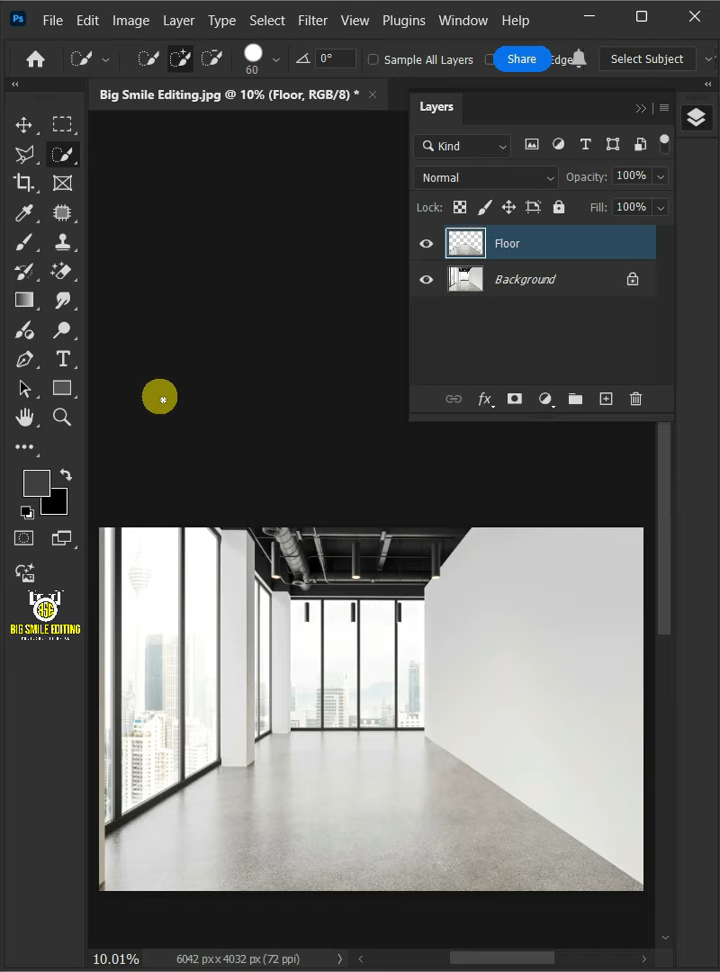 Ps File Edit Image Layer Type Select Filter View Plugins Window Help
60 0° Sample All Layers Share Edge Select Subject
Big Smile Editing.jpg @ 10% (Floor, RGB/8) *
Layers
Kind
Normal Opacity: 100%
Lock: Fill: 100%
Floor
Background
fx
BIG SMILE EDITING
10.01% 6042 px x 4032 px (72 ppi)